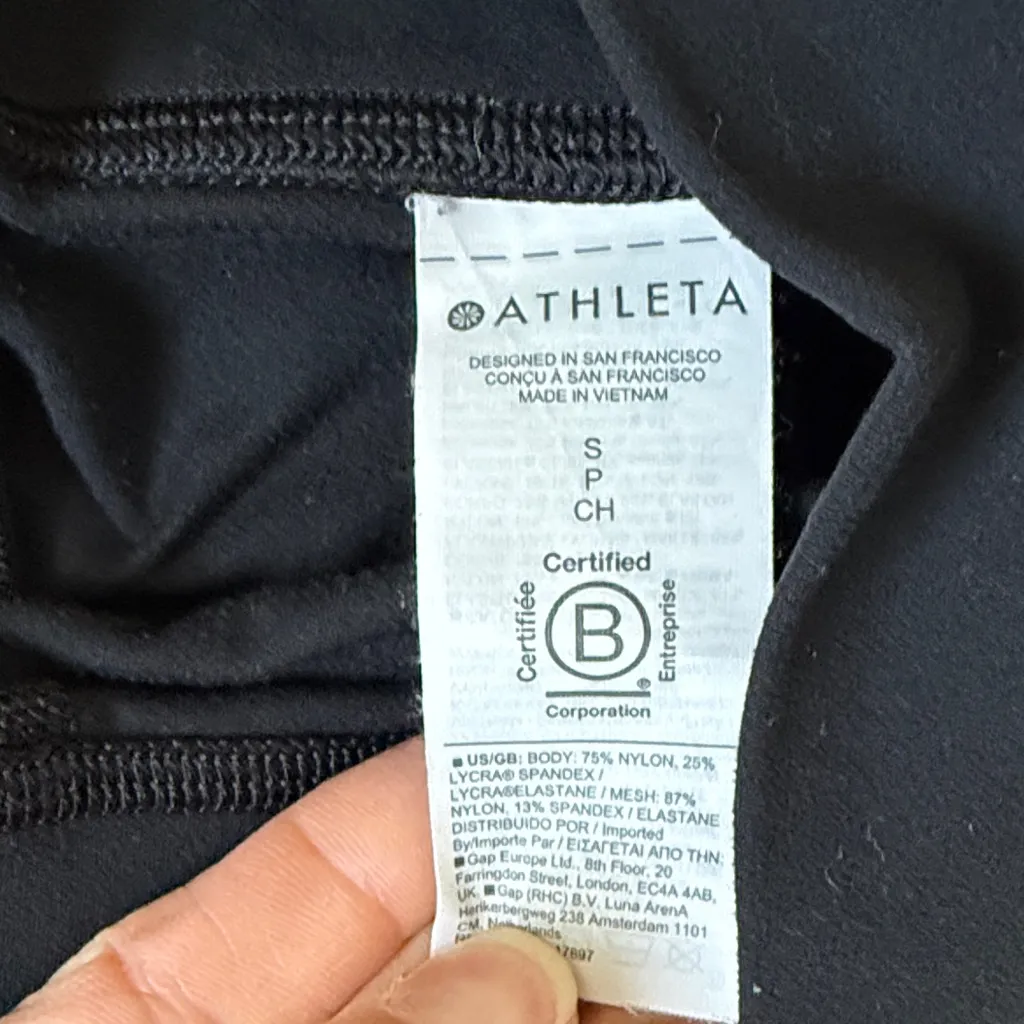 ATHLETA
DESIGNED IN SAN FRANCISCO
CONÇU À SAN FRANCISCO
MADE IN VIETNAM
S
P
CH
Certified
Certifiée
B
Entreprise
®
Corporation
■ US/GB: BODY: 75% NYLON, 25%
LYCRA® SPANDEX /
LYCRA®ELASTANE / MESH: 87%
NYLON, 13% SPANDEX / ELASTANE
DISTRIBUIDO POR / Imported
By/Importe Par / ΕΙΣΑΓΕΤΑΙ ΑΠΟ ΤΗΝ:
■Gap Europe Ltd., 8th Floor, 20
Farringdon Street, London, EC4A 4AB,
UK ■Gap (RHC) B.V. Luna ArenA
Herikerbergweg 238 Amsterdam 1101
CM, Netherlands